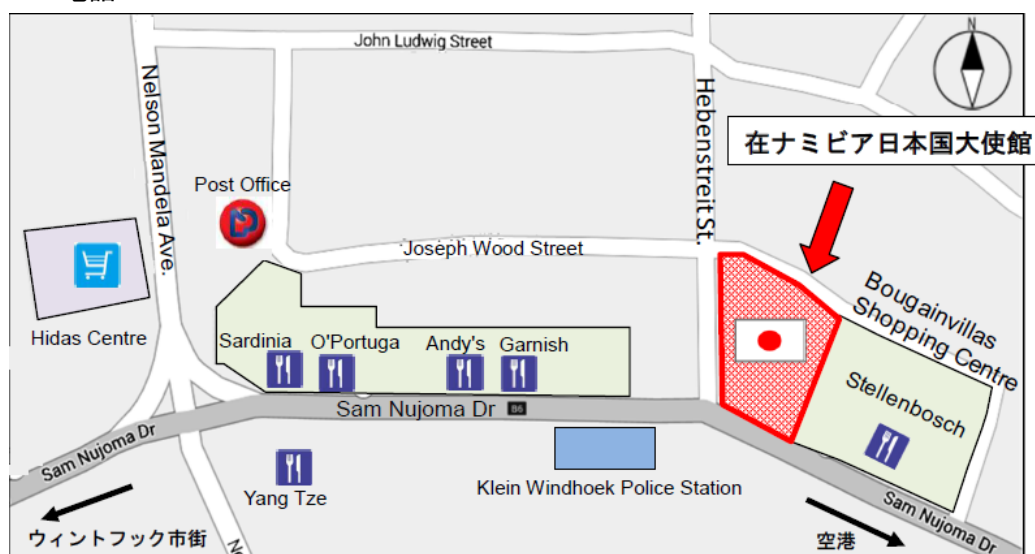 John Ludwig Street
Nelson Mandela Ave.
Hebenstreit St.
在ナミビア日本国大使館
Post Office
Joseph Wood Street
Bougainvillas
Shopping Centre
Hidas Centre
Sardinia
O'Portuga
Andy's
Garnish
Stellenbosch
Sam Nujoma Dr
B6
Sam Nujoma Dr
Yang Tze
Klein Windhoek Police Station
Sam Nujoma Dr
ウィントフック市街
空港